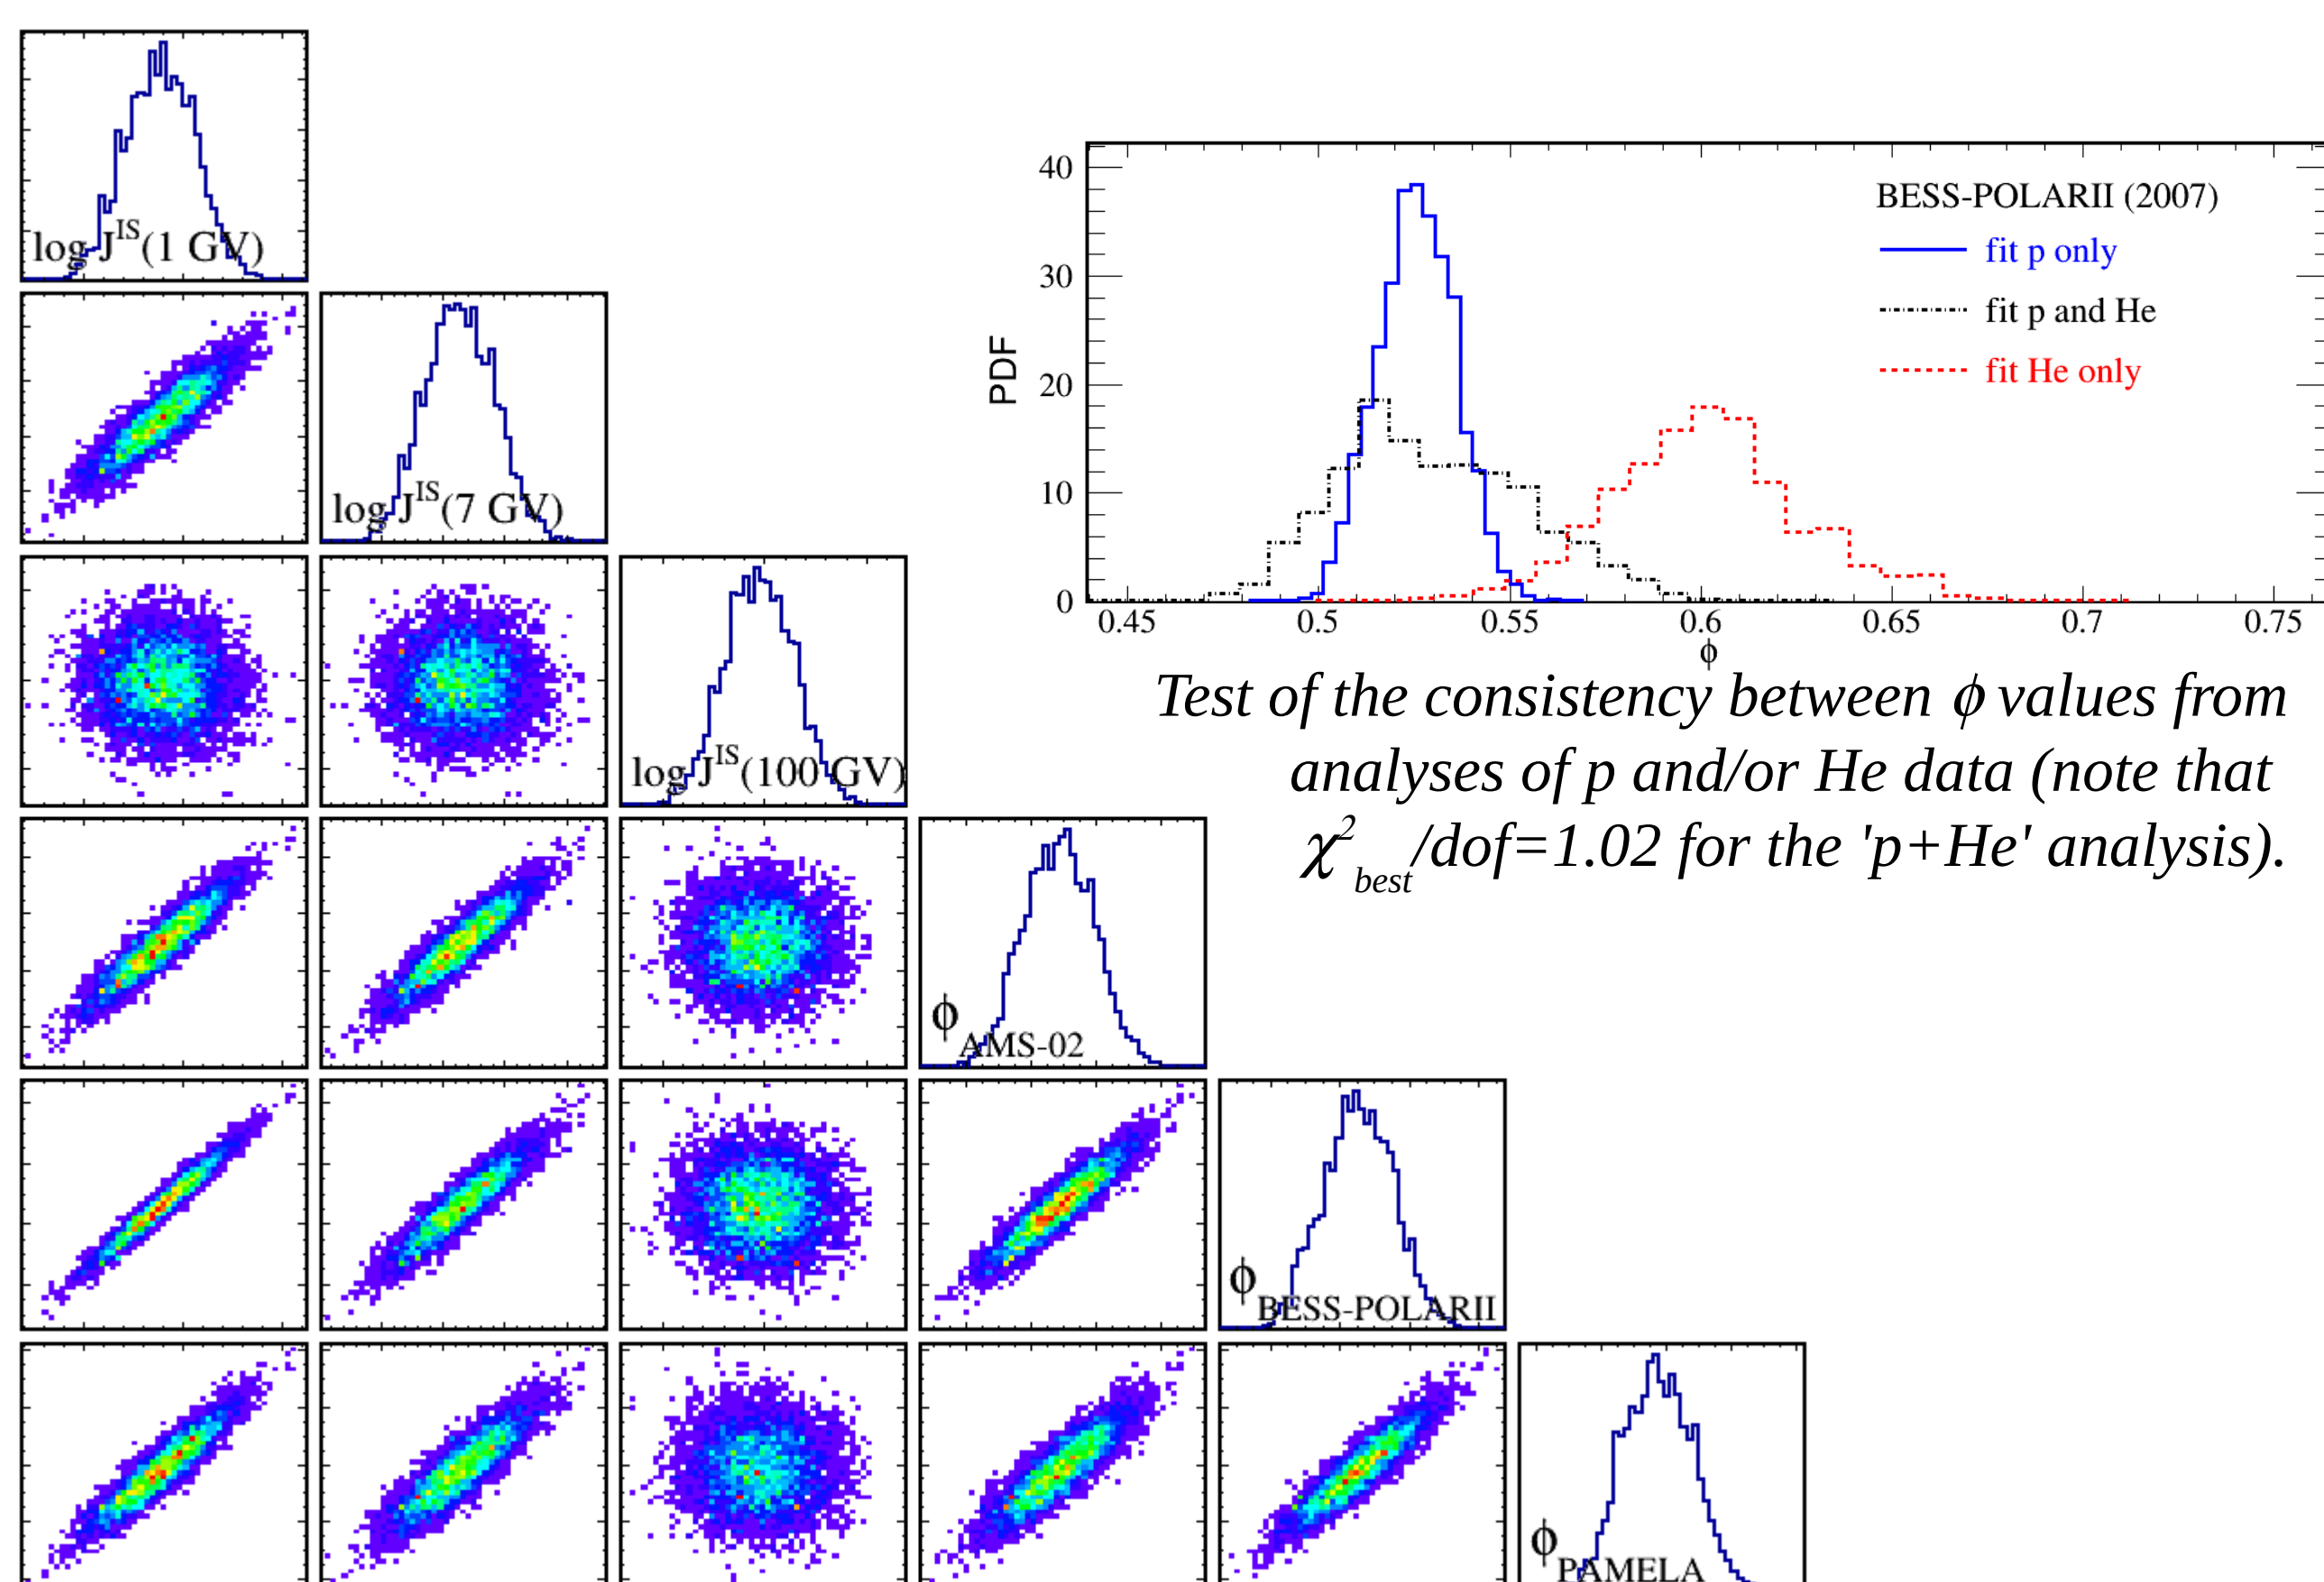 log J^IS(1 GV)
log J^IS(7 GV)
log J^IS(100 GV)
ϕ AMS-02
ϕ BESS-POLARII
ϕ PAMELA
40
30
20
10
0
PDF
BESS-POLARII (2007)
fit p only
fit p and He
fit He only
0.45 0.5 0.55 0.6 0.65 0.7 0.75
ϕ
Test of the consistency between ϕ values from
analyses of p and/or He data (note that
χ²_best/dof=1.02 for the 'p+He' analysis).